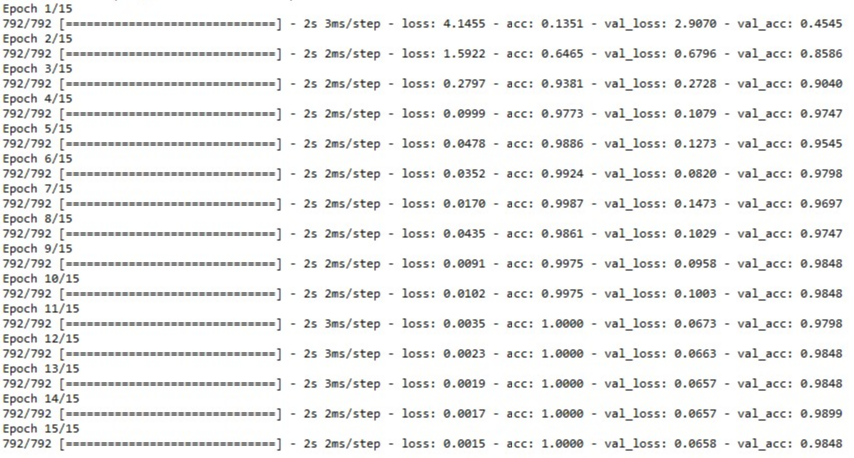 Epoch 1/15
792/792 [==============================] - 2s 3ms/step - loss: 4.1455 - acc: 0.1351 - val_loss: 2.9070 - val_acc: 0.4545
Epoch 2/15
792/792 [==============================] - 2s 2ms/step - loss: 1.5922 - acc: 0.6465 - val_loss: 0.6796 - val_acc: 0.8586
Epoch 3/15
792/792 [==============================] - 2s 2ms/step - loss: 0.2797 - acc: 0.9381 - val_loss: 0.2728 - val_acc: 0.9040
Epoch 4/15
792/792 [==============================] - 2s 2ms/step - loss: 0.0999 - acc: 0.9773 - val_loss: 0.1079 - val_acc: 0.9747
Epoch 5/15
792/792 [==============================] - 2s 2ms/step - loss: 0.0478 - acc: 0.9886 - val_loss: 0.1273 - val_acc: 0.9545
Epoch 6/15
792/792 [==============================] - 2s 2ms/step - loss: 0.0352 - acc: 0.9924 - val_loss: 0.0820 - val_acc: 0.9798
Epoch 7/15
792/792 [==============================] - 2s 2ms/step - loss: 0.0170 - acc: 0.9987 - val_loss: 0.1473 - val_acc: 0.9697
Epoch 8/15
792/792 [==============================] - 2s 2ms/step - loss: 0.0435 - acc: 0.9861 - val_loss: 0.1029 - val_acc: 0.9747
Epoch 9/15
792/792 [==============================] - 2s 2ms/step - loss: 0.0091 - acc: 0.9975 - val_loss: 0.0958 - val_acc: 0.9848
Epoch 10/15
792/792 [==============================] - 2s 2ms/step - loss: 0.0102 - acc: 0.9975 - val_loss: 0.1003 - val_acc: 0.9848
Epoch 11/15
792/792 [==============================] - 2s 3ms/step - loss: 0.0035 - acc: 1.0000 - val_loss: 0.0673 - val_acc: 0.9798
Epoch 12/15
792/792 [==============================] - 2s 3ms/step - loss: 0.0023 - acc: 1.0000 - val_loss: 0.0663 - val_acc: 0.9848
Epoch 13/15
792/792 [==============================] - 2s 3ms/step - loss: 0.0019 - acc: 1.0000 - val_loss: 0.0657 - val_acc: 0.9848
Epoch 14/15
792/792 [==============================] - 2s 2ms/step - loss: 0.0017 - acc: 1.0000 - val_loss: 0.0657 - val_acc: 0.9899
Epoch 15/15
792/792 [==============================] - 2s 2ms/step - loss: 0.0015 - acc: 1.0000 - val_loss: 0.0658 - val_acc: 0.9848